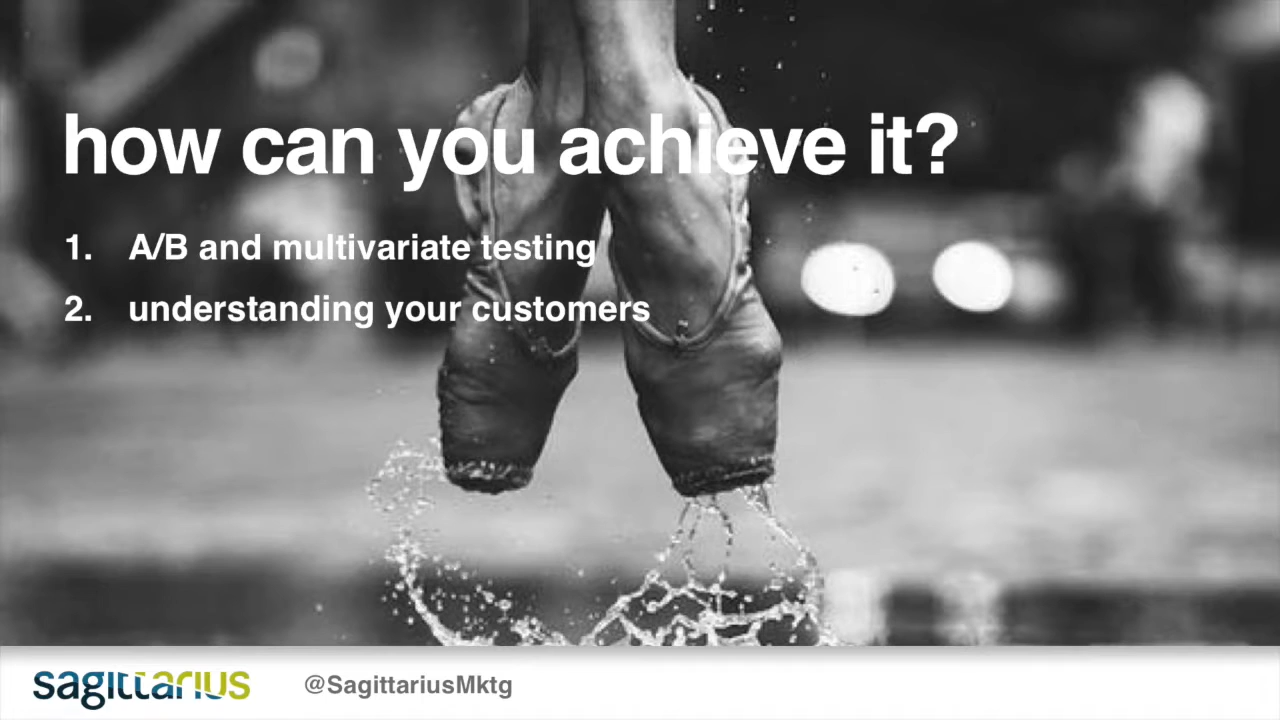 how can you achieve it?
1. A/B and multivariate testing
2. understanding your customers
sagittarius
@SagittariusMktg